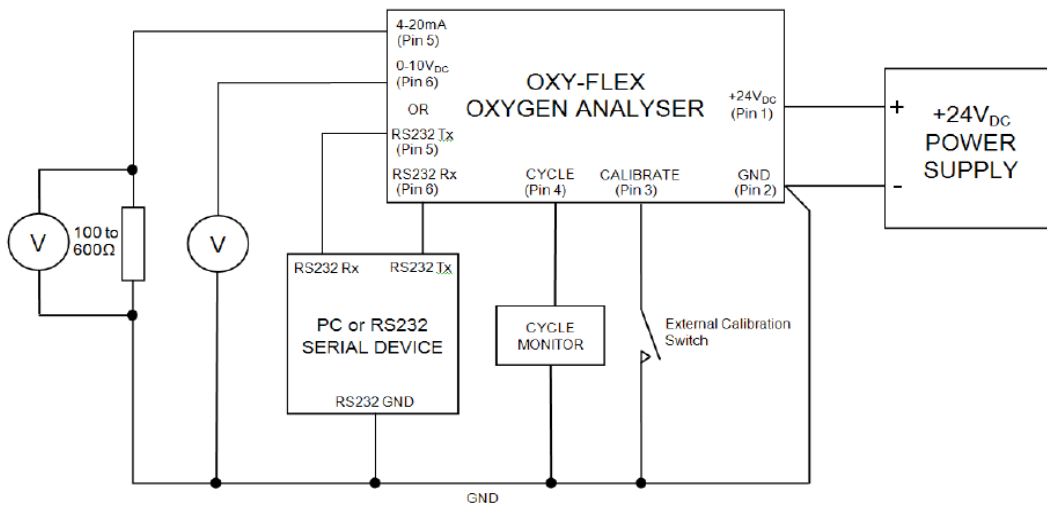 4-20mA
(Pin 5)
0-10VDC
(Pin 6)
OR
RS232 Tx
(Pin 5)
RS232 Rx
(Pin 6)
OXY-FLEX
OXYGEN ANALYSER
+24VDC
(Pin 1)
CYCLE
(Pin 4)
CALIBRATE
(Pin 3)
GND
(Pin 2)
+
-
+24VDC
POWER
SUPPLY
V
100 to
600Ω
V
RS232 Rx
RS232 Tx
PC or RS232
SERIAL DEVICE
RS232 GND
CYCLE
MONITOR
External Calibration
Switch
GND